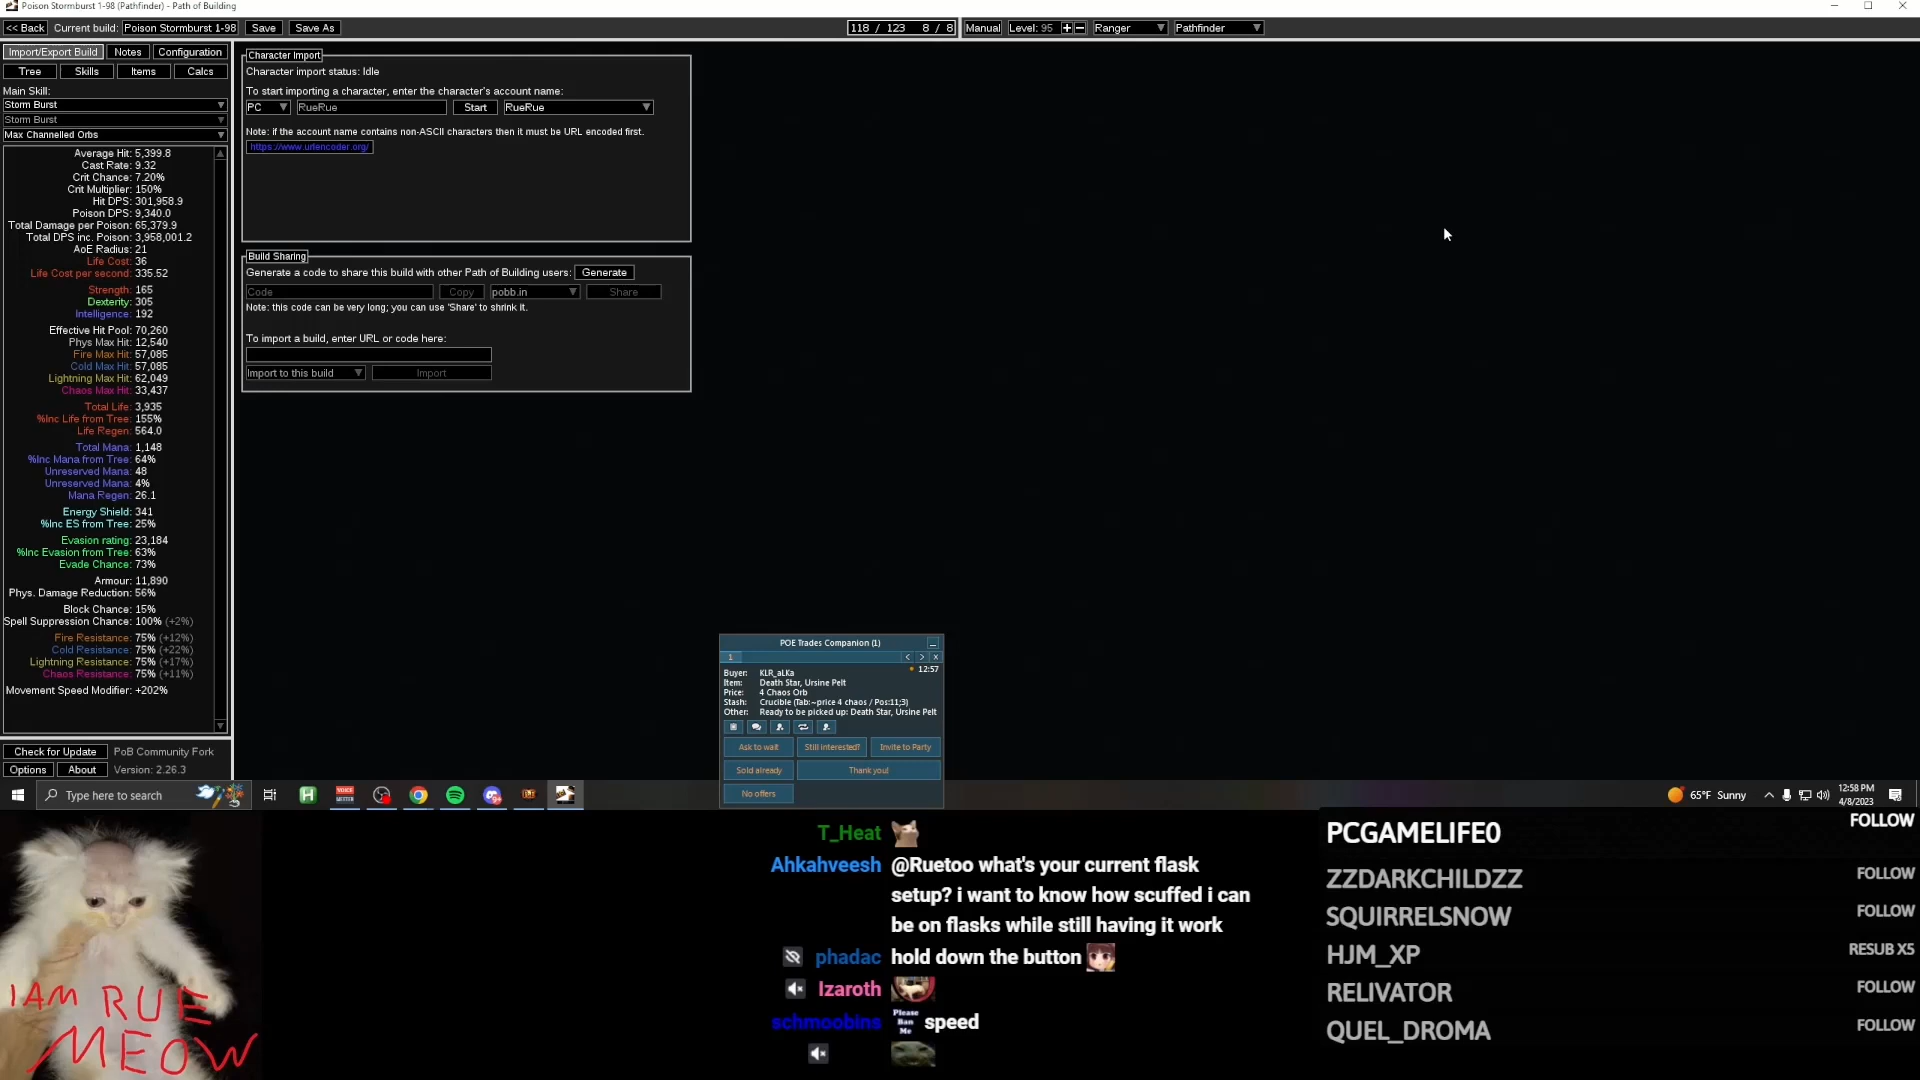 Poison Stormburst 1-98 (Pathfinder) - Path of Building
<< Back
Current build: Poison Stormburst 1-98
Save
Save As
118 / 123   8 / 8
Manual
Level: 95
Ranger
Pathfinder
Import/Export Build
Notes
Configuration
Tree
Skills
Items
Calcs
Main Skill:
Storm Burst
Storm Burst
Max Channelled Orbs
Average Hit: 5,399.8
Cast Rate: 9.32
Crit Chance: 7.20%
Crit Multiplier: 150%
Hit DPS: 301,958.9
Poison DPS: 9,340.0
Total Damage per Poison: 65,379.9
Total DPS inc. Poison: 3,958,001.2
AoE Radius: 21
Life Cost: 36
Life Cost per second: 335.52
Strength: 165
Dexterity: 305
Intelligence: 192
Effective Hit Pool: 70,260
Phys Max Hit: 12,540
Fire Max Hit: 57,085
Cold Max Hit: 57,085
Lightning Max Hit: 62,049
Chaos Max Hit: 33,437
Total Life: 3,935
%Inc Life from Tree: 155%
Life Regen: 564.0
Total Mana: 1,148
%Inc Mana from Tree: 64%
Unreserved Mana: 48
Unreserved Mana: 4%
Mana Regen: 26.1
Energy Shield: 341
%Inc ES from Tree: 25%
Evasion rating: 23,184
%Inc Evasion from Tree: 63%
Evade Chance: 73%
Armour: 11,890
Phys. Damage Reduction: 56%
Block Chance: 15%
Spell Suppression Chance: 100% (+2%)
Fire Resistance: 75% (+12%)
Cold Resistance: 75% (+22%)
Lightning Resistance: 75% (+17%)
Chaos Resistance: 75% (+11%)
Movement Speed Modifier: +202%
Check for Update
PoB Community Fork
Options
About
Version: 2.26.3
Character Import
Character import status: Idle
To start importing a character, enter the character's account name:
PC
RueRue
Start
RueRue
Note: if the account name contains non-ASCII characters then it must be URL encoded first.
https://www.urlencoder.org/
Build Sharing
Generate a code to share this build with other Path of Building users:
Generate
Code
Copy
pobb.in
Share
Note: this code can be very long; you can use 'Share' to shrink it.
To import a build, enter URL or code here:
Import to this build
Import
POE Trades Companion (1)
1
< > x
12:57
Buyer: KLR_aLKa
Item: Death Star, Ursine Pelt
Price: 4 Chaos Orb
Stash: Crucible (Tab:~price 4 chaos / Pos:11;3)
Other: Ready to be picked up: Death Star, Ursine Pelt
Ask to wait
Still interested?
Invite to Party
Sold already
Thank you!
No offers
Type here to search
65°F Sunny
12:58 PM
4/8/2023
I AM RUE
MEOW
T_Heat
Ahkahveesh @Ruetoo what's your current flask
setup? i want to know how scuffed i can
be on flasks while still having it work
phadac hold down the button
Izaroth
schmoobins Please Ban Me speed
PCGAMELIFE0 FOLLOW
ZZDARKCHILDZZ FOLLOW
SQUIRRELSNOW FOLLOW
HJM_XP RESUB X5
RELIVATOR FOLLOW
QUEL_DROMA FOLLOW